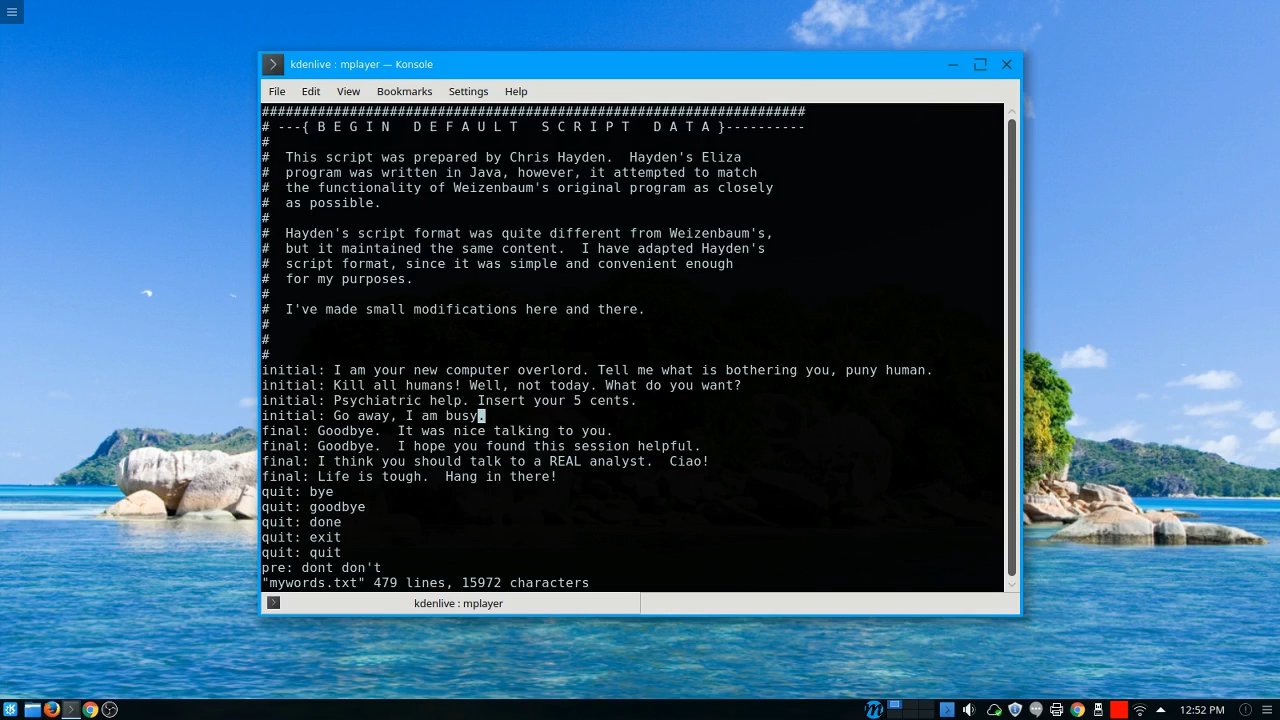 kdenlive : mplayer — Konsole
File Edit View Bookmarks Settings Help
####################################################################
# ---{ B E G I N   D E F A U L T   S C R I P T   D A T A }----------
#
#  This script was prepared by Chris Hayden.  Hayden's Eliza
#  program was written in Java, however, it attempted to match
#  the functionality of Weizenbaum's original program as closely
#  as possible.
#
#  Hayden's script format was quite different from Weizenbaum's,
#  but it maintained the same content.  I have adapted Hayden's
#  script format, since it was simple and convenient enough
#  for my purposes.
#
#  I've made small modifications here and there.
#
#
#
initial: I am your new computer overlord. Tell me what is bothering you, puny human.
initial: Kill all humans! Well, not today. What do you want?
initial: Psychiatric help. Insert your 5 cents.
initial: Go away, I am busy.
final: Goodbye.  It was nice talking to you.
final: Goodbye.  I hope you found this session helpful.
final: I think you should talk to a REAL analyst.  Ciao!
final: Life is tough.  Hang in there!
quit: bye
quit: goodbye
quit: done
quit: exit
quit: quit
pre: dont don't
"mywords.txt" 479 lines, 15972 characters
kdenlive : mplayer
12:52 PM